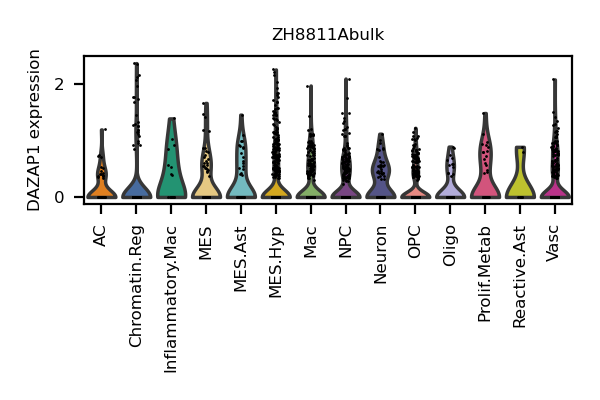 ZH8811Abulk
DAZAP1 expression
2
0
AC
Chromatin.Reg
Inflammatory.Mac
MES
MES.Ast
MES.Hyp
Mac
NPC
Neuron
OPC
Oligo
Prolif.Metab
Reactive.Ast
Vasc